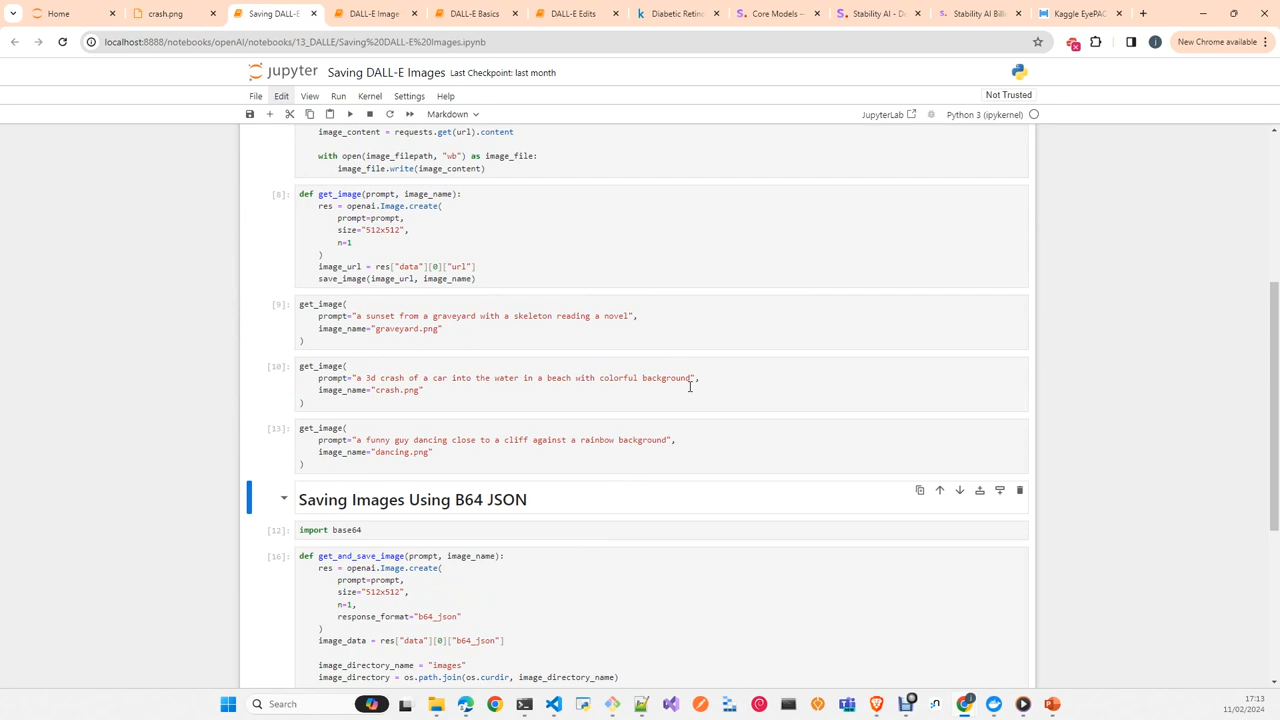 Home
crash.png
Saving DALL-E
DALL-E Image
DALL-E Basics
DALL-E Edits
Diabetic Retino
Core Models –
Stability AI - De
Stability AI Billi
Kaggle EyePAC
localhost:8888/notebooks/openAI/notebooks/13_DALLE/Saving%20DALL-E%20Images.ipynb
New Chrome available
jupyter Saving DALL-E Images Last Checkpoint: last month
File Edit View Run Kernel Settings Help
Not Trusted
Markdown
JupyterLab
Python 3 (ipykernel)
image_content = requests.get(url).content
with open(image_filepath, "wb") as image_file:
image_file.write(image_content)
[8]: def get_image(prompt, image_name):
res = openai.Image.create(
prompt=prompt,
size="512x512",
n=1
)
image_url = res["data"][0]["url"]
save_image(image_url, image_name)
[9]: get_image(
prompt="a sunset from a graveyard with a skeleton reading a novel",
image_name="graveyard.png"
)
[10]: get_image(
prompt="a 3d crash of a car into the water in a beach with colorful background",
image_name="crash.png"
)
[13]: get_image(
prompt="a funny guy dancing close to a cliff against a rainbow background",
image_name="dancing.png"
)
Saving Images Using B64 JSON
[12]: import base64
[16]: def get_and_save_image(prompt, image_name):
res = openai.Image.create(
prompt=prompt,
size="512x512",
n=1,
response_format="b64_json"
)
image_data = res["data"][0]["b64_json"]
image_directory_name = "images"
image_directory = os.path.join(os.curdir, image_directory_name)
Search
17:13
11/02/2024